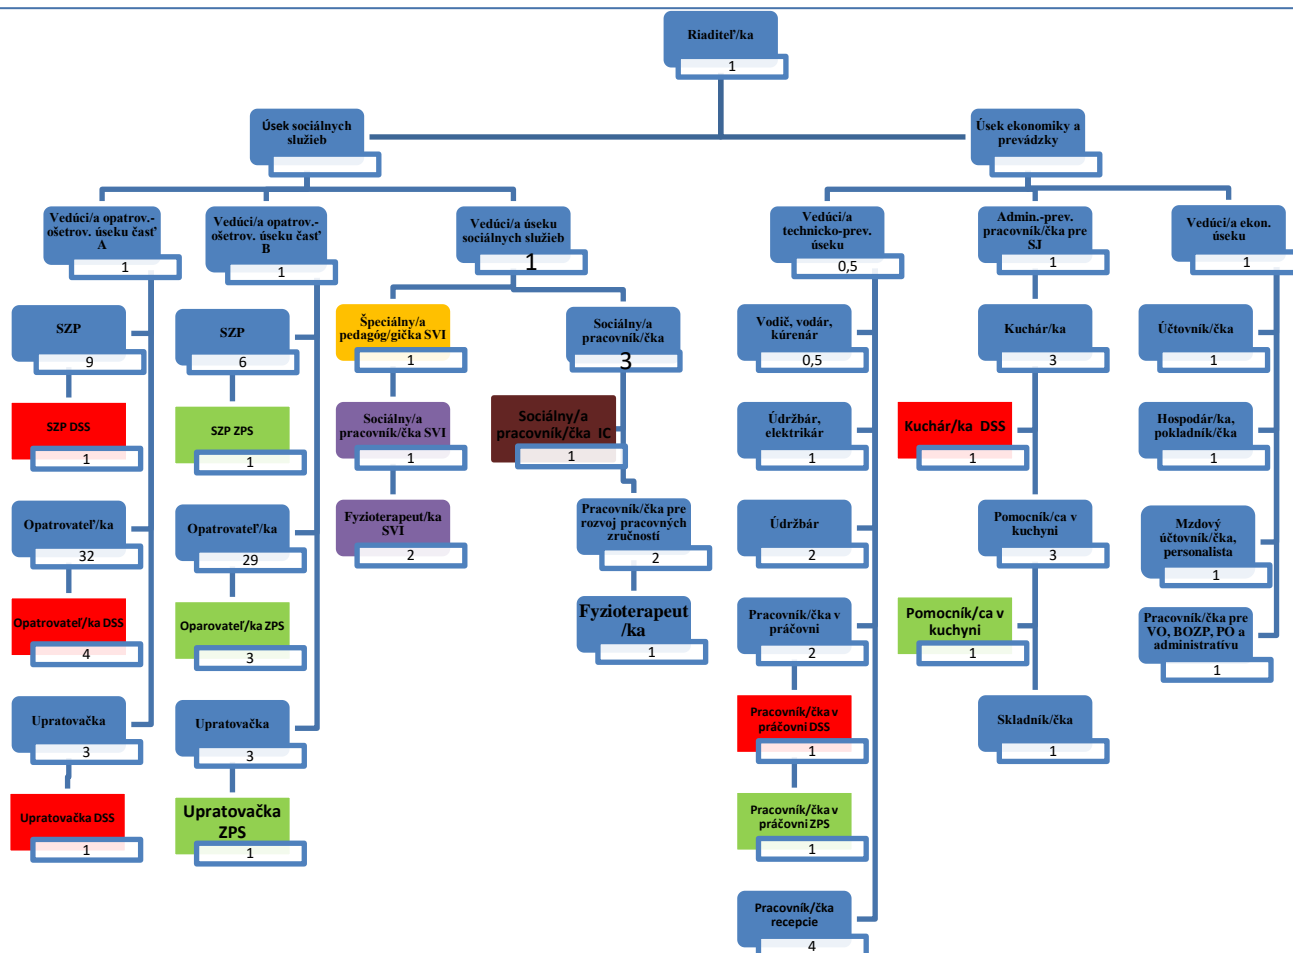 Riaditeľ/ka
1
Úsek sociálnych
služieb
Úsek ekonomiky a
prevádzky
Vedúci/a opatrov.-
ošetrov. úseku časť
A
1
Vedúci/a opatrov.-
ošetrov. úseku časť
B
1
Vedúci/a úseku
sociálnych služieb
1
Vedúci/a
technicko-prev.
úseku
0,5
Admin.-prev.
pracovník/čka pre
SJ
1
Vedúci/a ekon.
úseku
1
SZP
9
SZP
6
Špeciálny/a
pedagóg/gička SVI
1
Sociálny/a
pracovník/čka
3
Vodič, vodár,
kúrenár
0,5
Kuchár/ka
3
Účtovník/čka
1
SZP DSS
1
SZP ZPS
1
Sociálny/a
pracovník/čka SVI
1
Sociálny/a
pracovník/čka IC
1
Údržbár,
elektrikár
1
Kuchár/ka DSS
1
Hospodár/ka,
pokladník/čka
1
Opatrovateľ/ka
32
Opatrovateľ/ka
29
Fyzioterapeut/ka
SVI
2
Pracovník/čka pre
rozvoj pracovných
zručností
2
Údržbár
2
Pomocník/ca v
kuchyni
3
Mzdový
účtovník/čka,
personalista
1
Opatrovateľ/ka DSS
4
Oparovateľ/ka ZPS
3
Fyzioterapeut
/ka
1
Pracovník/čka v
práčovni
2
Pomocník/ca v
kuchyni
1
Pracovník/čka pre
VO, BOZP, PO a
administratívu
1
Upratovačka
3
Upratovačka
3
Pracovník/čka v
práčovni DSS
1
Skladník/čka
1
Upratovačka DSS
1
Upratovačka
ZPS
1
Pracovník/čka v
práčovni ZPS
1
Pracovník/čka
recepcie
4